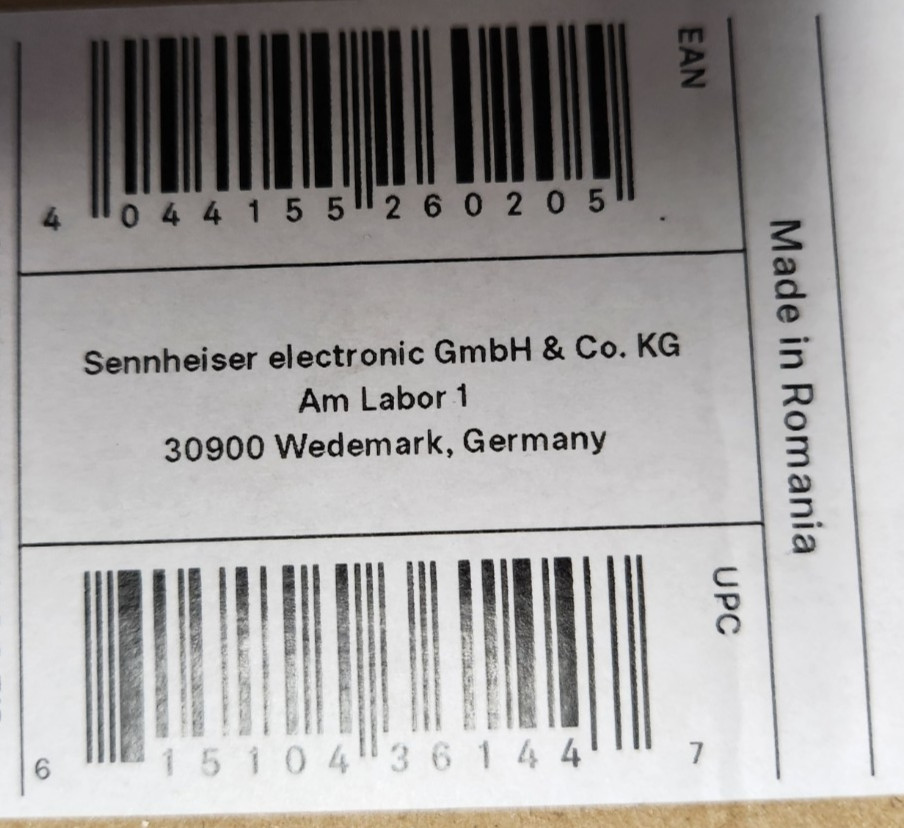 EAN
4 044155 260205
Sennheiser electronic GmbH & Co. KG
Am Labor 1
30900 Wedemark, Germany
UPC
6 15104 36144 7
Made in Romania